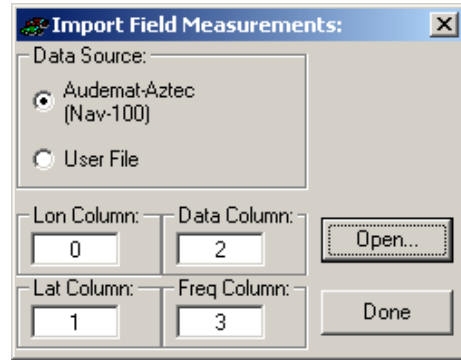 Import Field Measurements:
Data Source:
Audemat-Aztec
(Nav-100)
User File
Lon Column: Data Column:
0 2
Open...
Lat Column: Freq Column:
1 3
Done